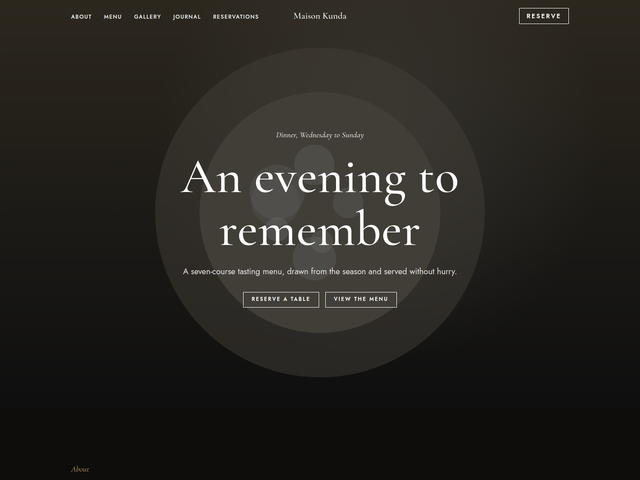 ABOUT MENU GALLERY JOURNAL RESERVATIONS Maison Kunda RESERVE
Dinner, Wednesday to Sunday
An evening to
remember
A seven-course tasting menu, drawn from the season and served without hurry.
RESERVE A TABLE VIEW THE MENU
About